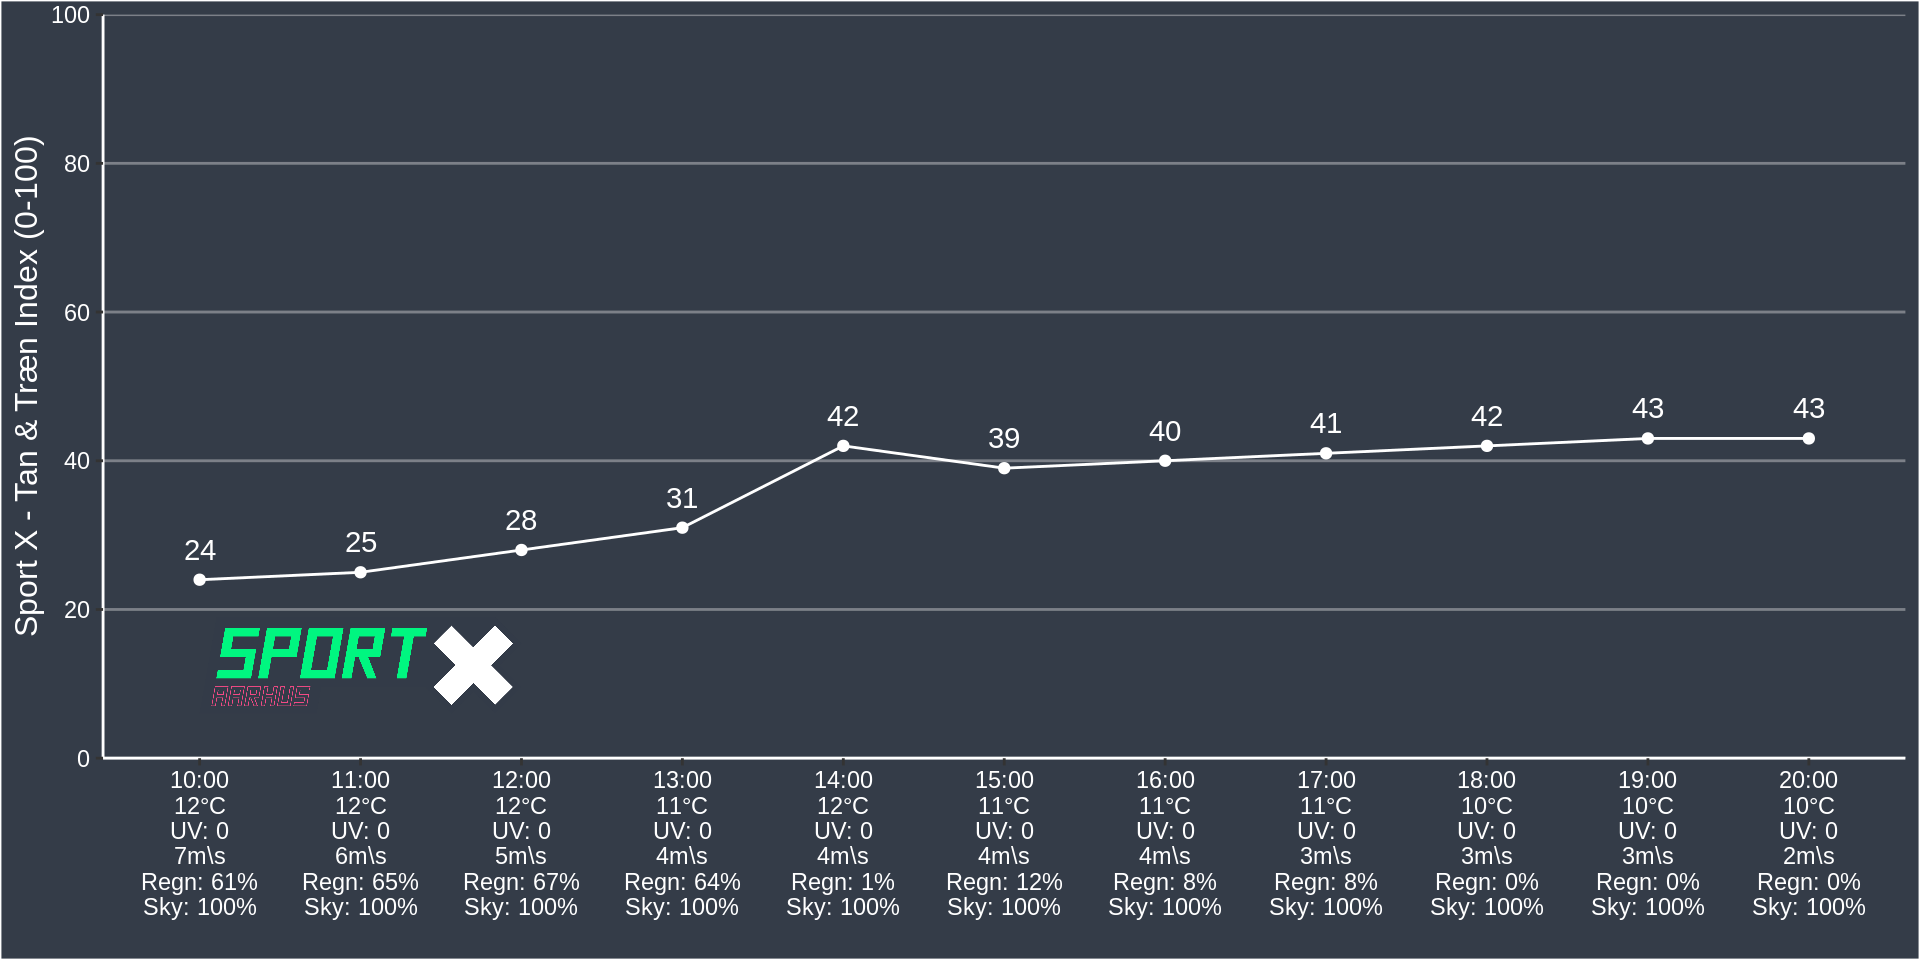 Sport X - Tan & Træn Index (0-100)
100
80
60
40
20
0
24
25
28
31
42
39
40
41
42
43
43
SPORT X
AARHUS
10:00 11:00 12:00 13:00 14:00 15:00 16:00 17:00 18:00 19:00 20:00
12°C 12°C 12°C 11°C 12°C 11°C 11°C 11°C 10°C 10°C 10°C
UV: 0 UV: 0 UV: 0 UV: 0 UV: 0 UV: 0 UV: 0 UV: 0 UV: 0 UV: 0 UV: 0
7m\s 6m\s 5m\s 4m\s 4m\s 4m\s 4m\s 3m\s 3m\s 3m\s 2m\s
Regn: 61% Regn: 65% Regn: 67% Regn: 64% Regn: 1% Regn: 12% Regn: 8% Regn: 8% Regn: 0% Regn: 0% Regn: 0%
Sky: 100% Sky: 100% Sky: 100% Sky: 100% Sky: 100% Sky: 100% Sky: 100% Sky: 100% Sky: 100% Sky: 100% Sky: 100%